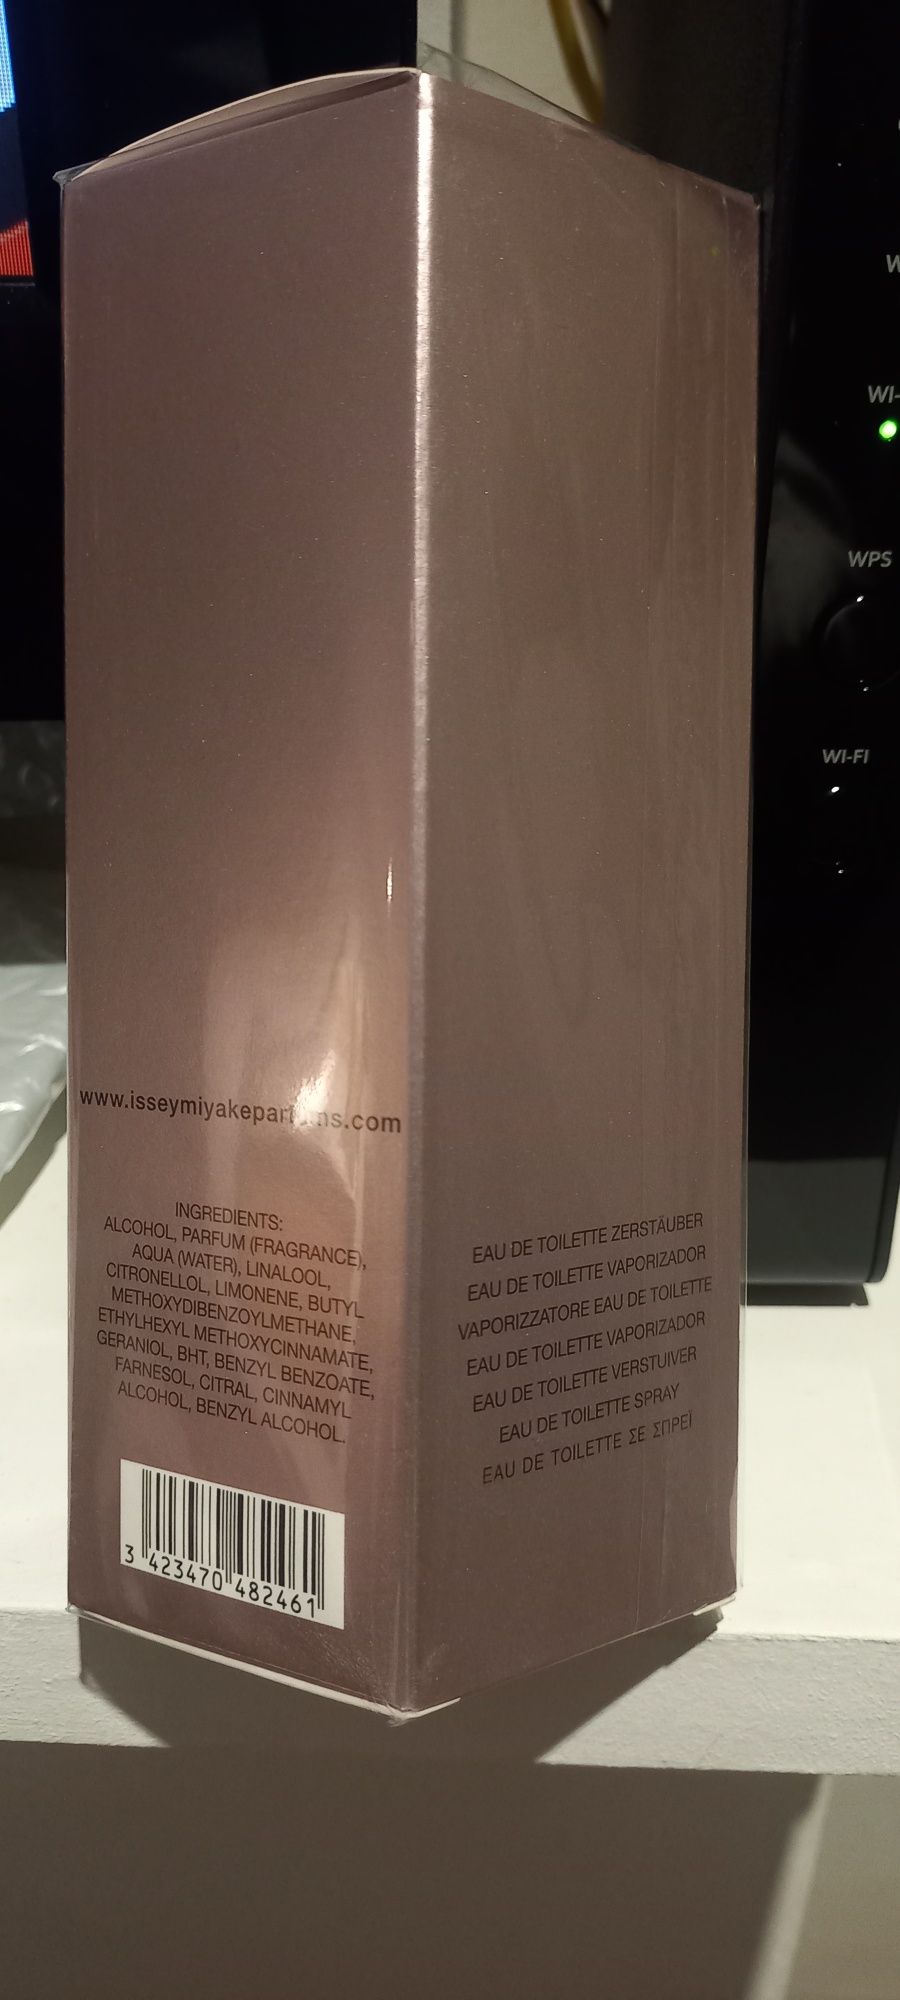 www.isseymiyakeparfums.com
INGREDIENTS:
ALCOHOL, PARFUM (FRAGRANCE),
AQUA (WATER), LINALOOL,
CITRONELLOL, LIMONENE, BUTYL
METHOXYDIBENZOYLMETHANE,
ETHYLHEXYL METHOXYCINNAMATE,
GERANIOL, BHT, BENZYL BENZOATE,
FARNESOL, CITRAL, CINNAMYL
ALCOHOL, BENZYL ALCOHOL.
3 423470 482461
EAU DE TOILETTE ZERSTÄUBER
EAU DE TOILETTE VAPORIZADOR
VAPORIZZATORE EAU DE TOILETTE
EAU DE TOILETTE VAPORIZADOR
EAU DE TOILETTE VERSTUIVER
EAU DE TOILETTE SPRAY
EAU DE TOILETTE ΣΕ ΣΠΡΕΪ
WI-
WPS
WI-FI